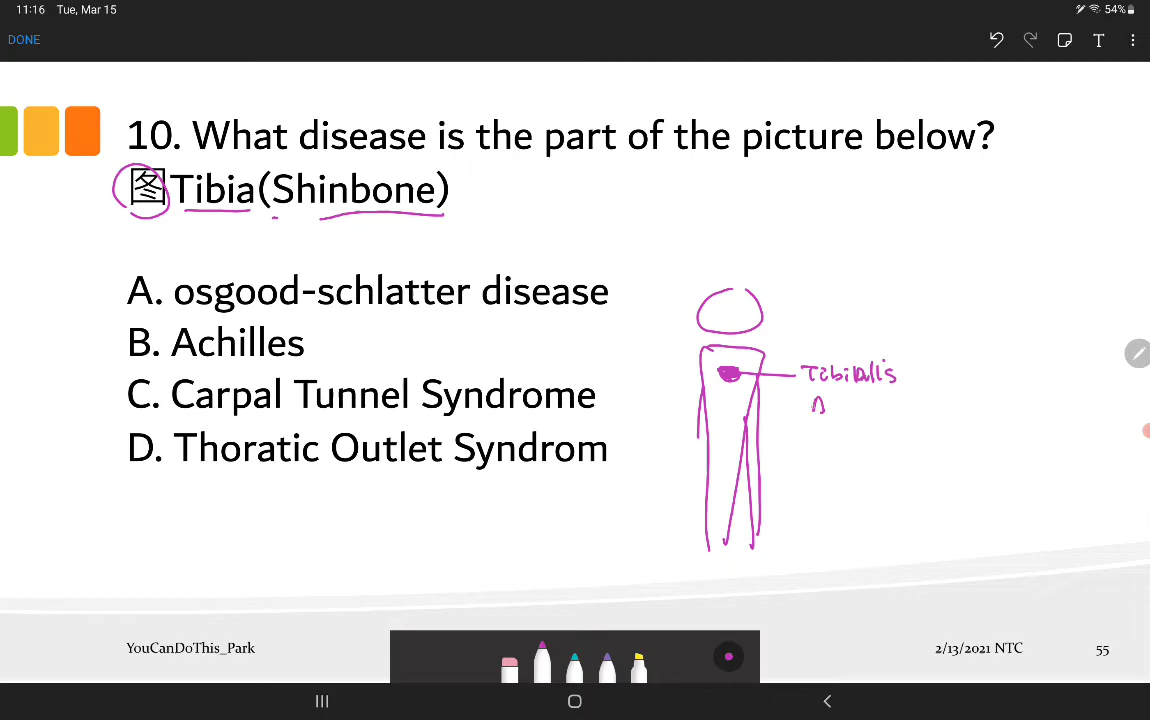 11:16 Tue, Mar 15
54%
DONE
T
10. What disease is the part of the picture below?
图Tibia(Shinbone)
A. osgood-schlatter disease
B. Achilles
C. Carpal Tunnel Syndrome
D. Thoratic Outlet Syndrom
YouCanDoThis_Park
2/13/2021 NTC
55